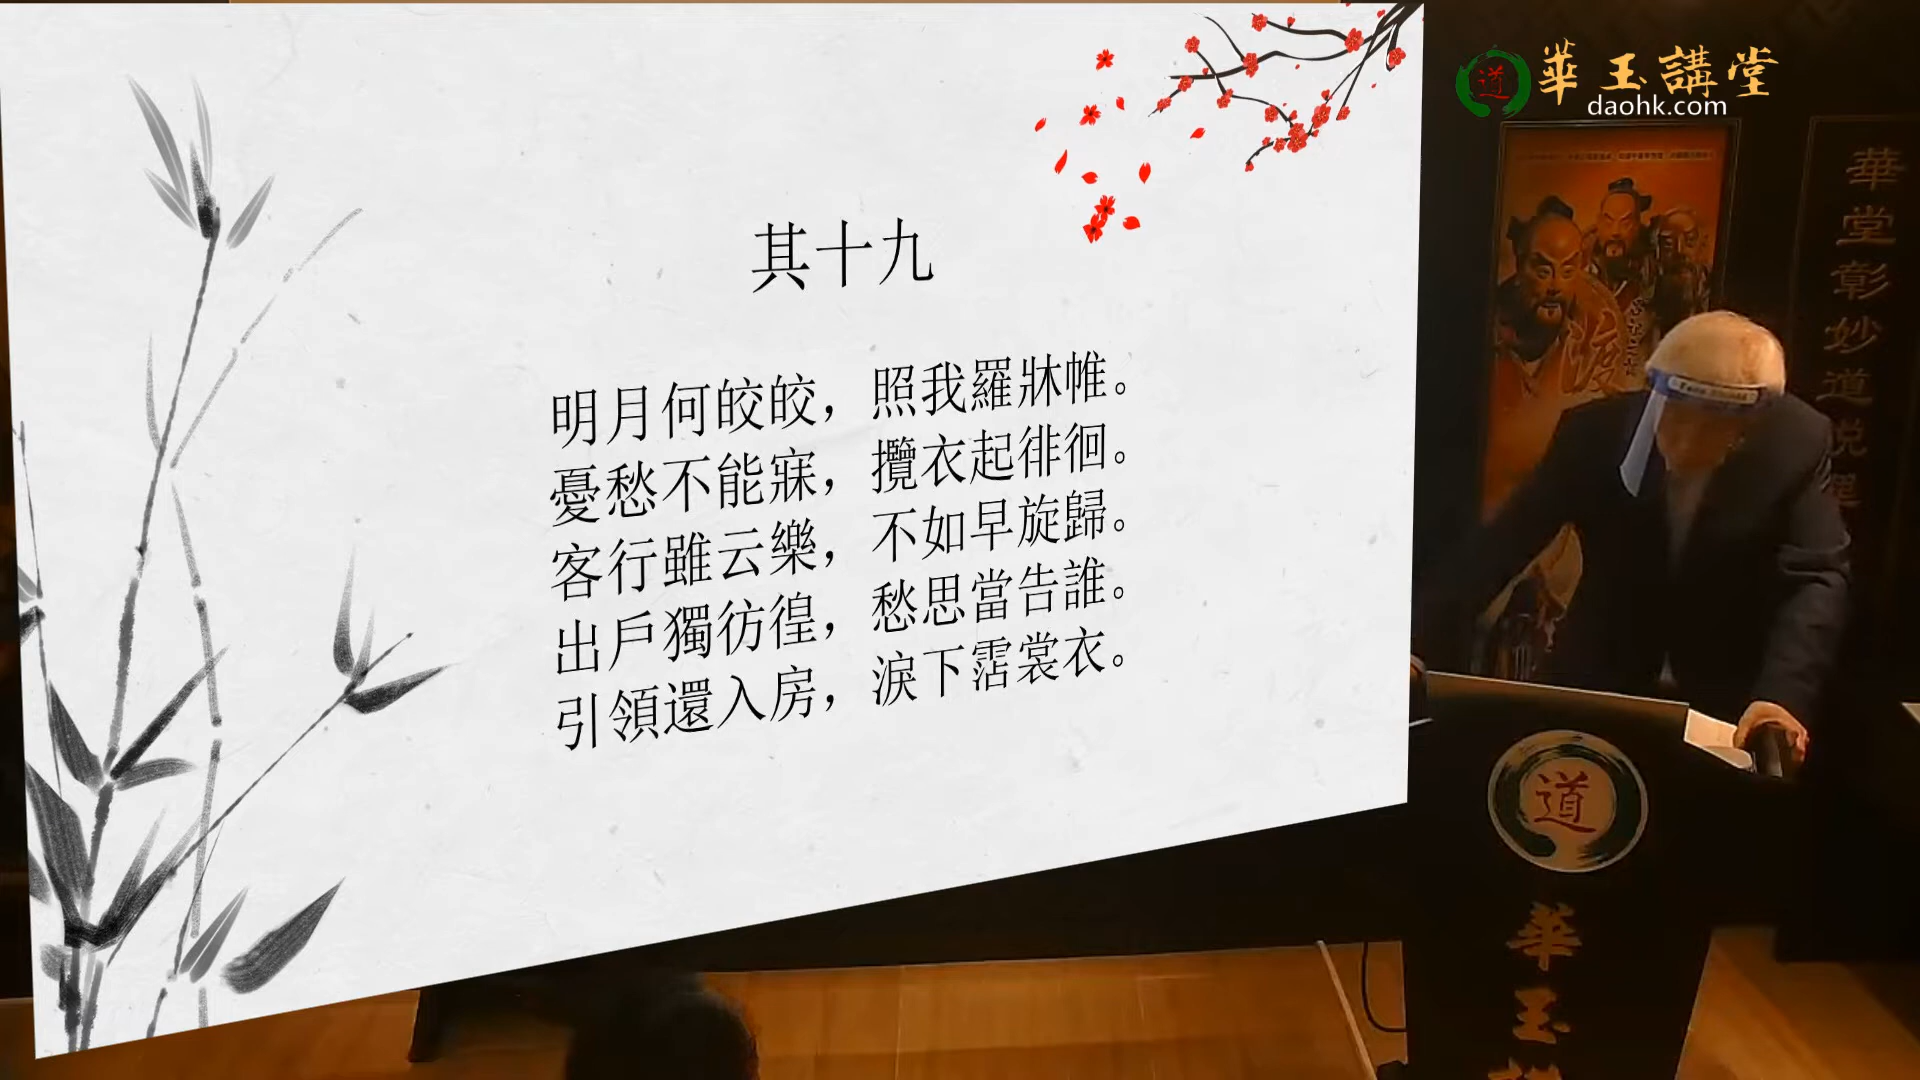 其十九
明月何皎皎，照我羅牀帷。
憂愁不能寐，攬衣起徘徊。
客行雖云樂，不如早旋歸。
出戶獨彷徨，愁思當告誰。
引領還入房，淚下霑裳衣。
道
華玉講堂
daohk.com
華堂彰妙道
渡
道
華玉